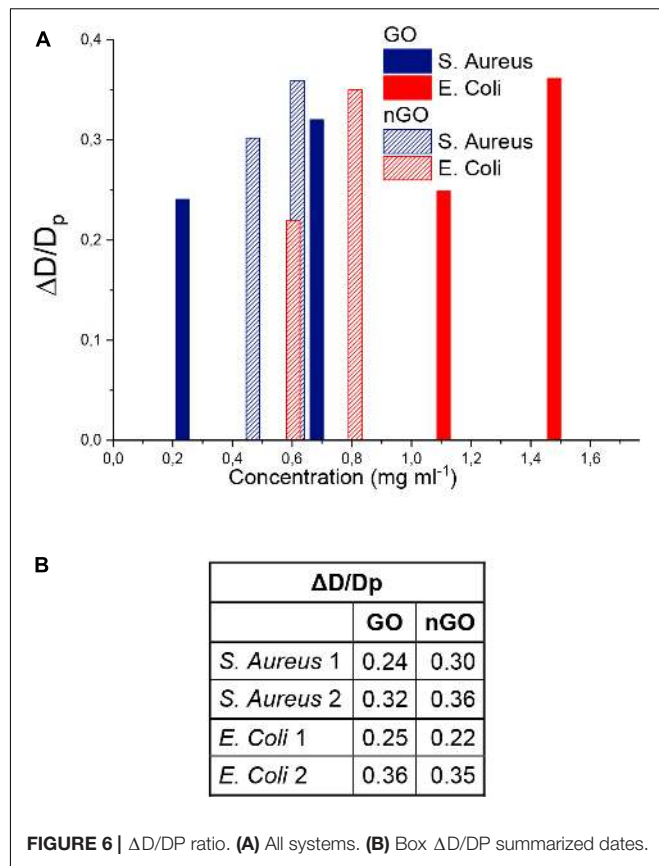 A
GO
S. Aureus
E. Coli
nGO
S. Aureus
E. Coli
ΔD/Dp
0,4
0,3
0,2
0,1
0,0
0,0 0,2 0,4 0,6 0,8 1,0 1,2 1,4 1,6
Concentration (mg ml-1)
B
ΔD/Dp
GO nGO
S. Aureus 1 0.24 0.30
S. Aureus 2 0.32 0.36
E. Coli 1 0.25 0.22
E. Coli 2 0.36 0.35
FIGURE 6 | ΔD/DP ratio. (A) All systems. (B) Box ΔD/DP summarized dates.